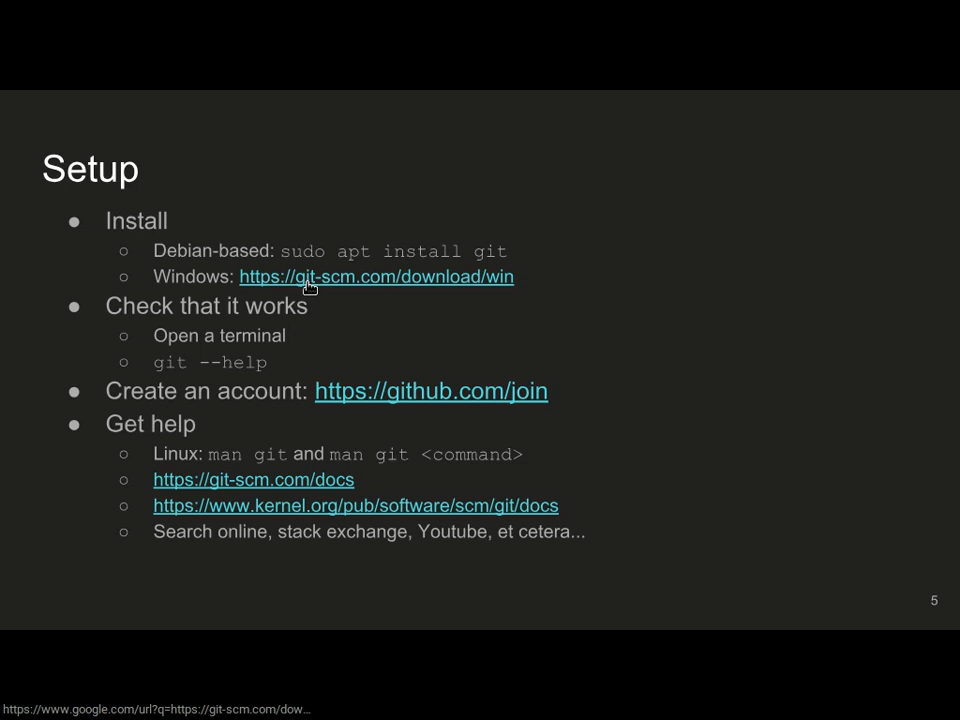 Setup
● Install
○ Debian-based: sudo apt install git
○ Windows: https://git-scm.com/download/win
● Check that it works
○ Open a terminal
○ git --help
● Create an account: https://github.com/join
● Get help
○ Linux: man git and man git <command>
○ https://git-scm.com/docs
○ https://www.kernel.org/pub/software/scm/git/docs
○ Search online, stack exchange, Youtube, et cetera...
5
https://www.google.com/url?q=https://git-scm.com/dow…